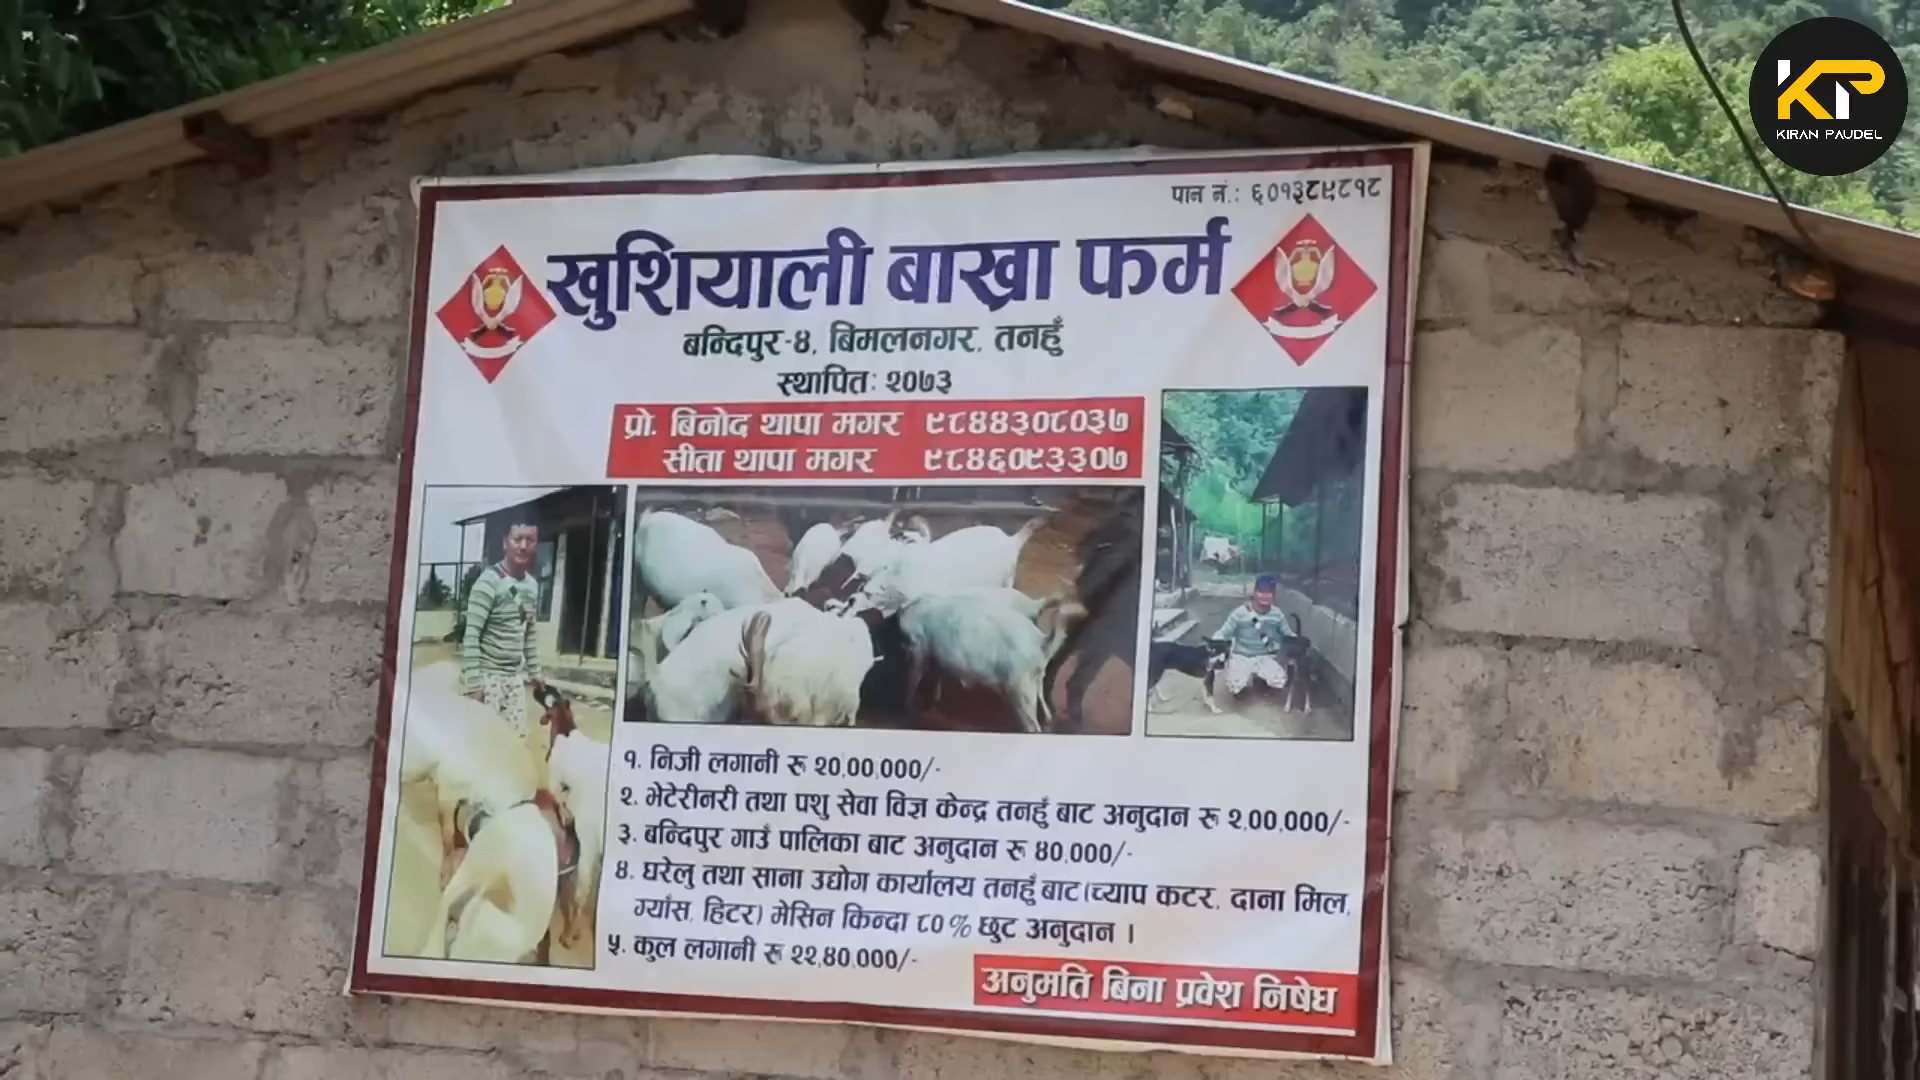 KP
KIRAN PAUDEL
पान नं.: ६०१३८९८१८
खुशियाली बाख्रा फर्म
बन्दिपुर-४, बिमलनगर, तनहुँ
स्थापित: २०७३
प्रो. बिनोद थापा मगर ९८४४३०८०३७
सीता थापा मगर ९८४६०९३३०७
१. निजी लगानी रू २०,००,०००/-
२. भेटेरीनरी तथा पशु सेवा विज्ञ केन्द्र तनहुँ बाट अनुदान रू २,००,०००/-
३. बन्दिपुर गाउँ पालिका बाट अनुदान रू ४०,०००/-
४. घरेलु तथा साना उद्योग कार्यालय तनहुँ बाट (च्याप कटर, दाना मिल,
ग्याँस, हिटर) मेसिन किन्दा ८०% छुट अनुदान ।
५. कुल लगानी रू २२,४०,०००/-
अनुमति बिना प्रवेश निषेध